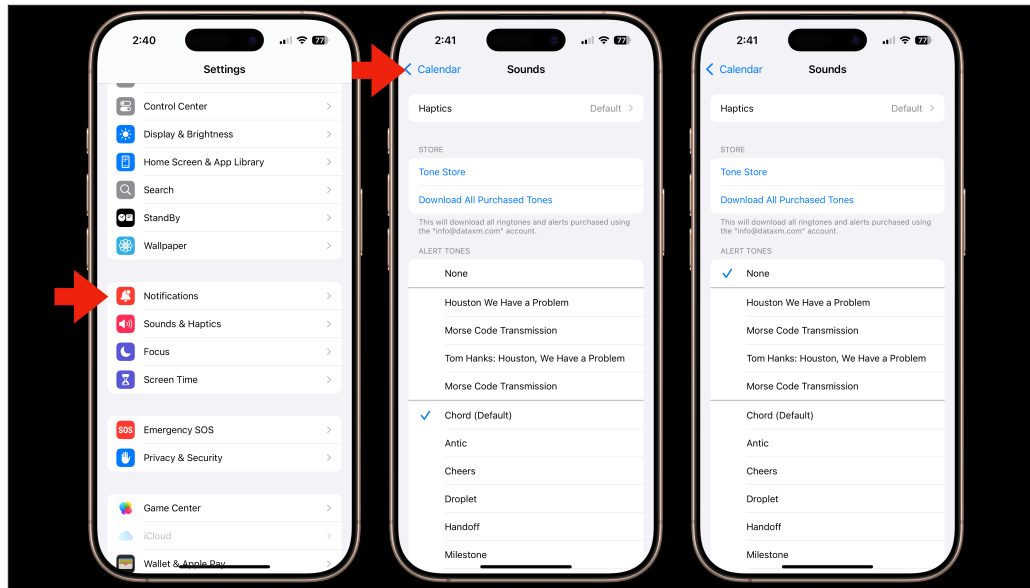 2:40
77
Settings
Control Center
Display & Brightness
Home Screen & App Library
Search
StandBy
Wallpaper
Notifications
Sounds & Haptics
Focus
Screen Time
SOS
Emergency SOS
Privacy & Security
Game Center
iCloud
Wallet & Apple Pay
2:41
77
Calendar
Sounds
Haptics
Default
STORE
Tone Store
Download All Purchased Tones
This will download all ringtones and alerts purchased using
the “info@dataxm.com” account.
ALERT TONES
None
Houston We Have a Problem
Morse Code Transmission
Tom Hanks: Houston, We Have a Problem
Morse Code Transmission
Chord (Default)
Antic
Cheers
Droplet
Handoff
Milestone
2:41
77
Calendar
Sounds
Haptics
Default
STORE
Tone Store
Download All Purchased Tones
This will download all ringtones and alerts purchased using
the “info@dataxm.com” account.
ALERT TONES
None
Houston We Have a Problem
Morse Code Transmission
Tom Hanks: Houston, We Have a Problem
Morse Code Transmission
Chord (Default)
Antic
Cheers
Droplet
Handoff
Milestone